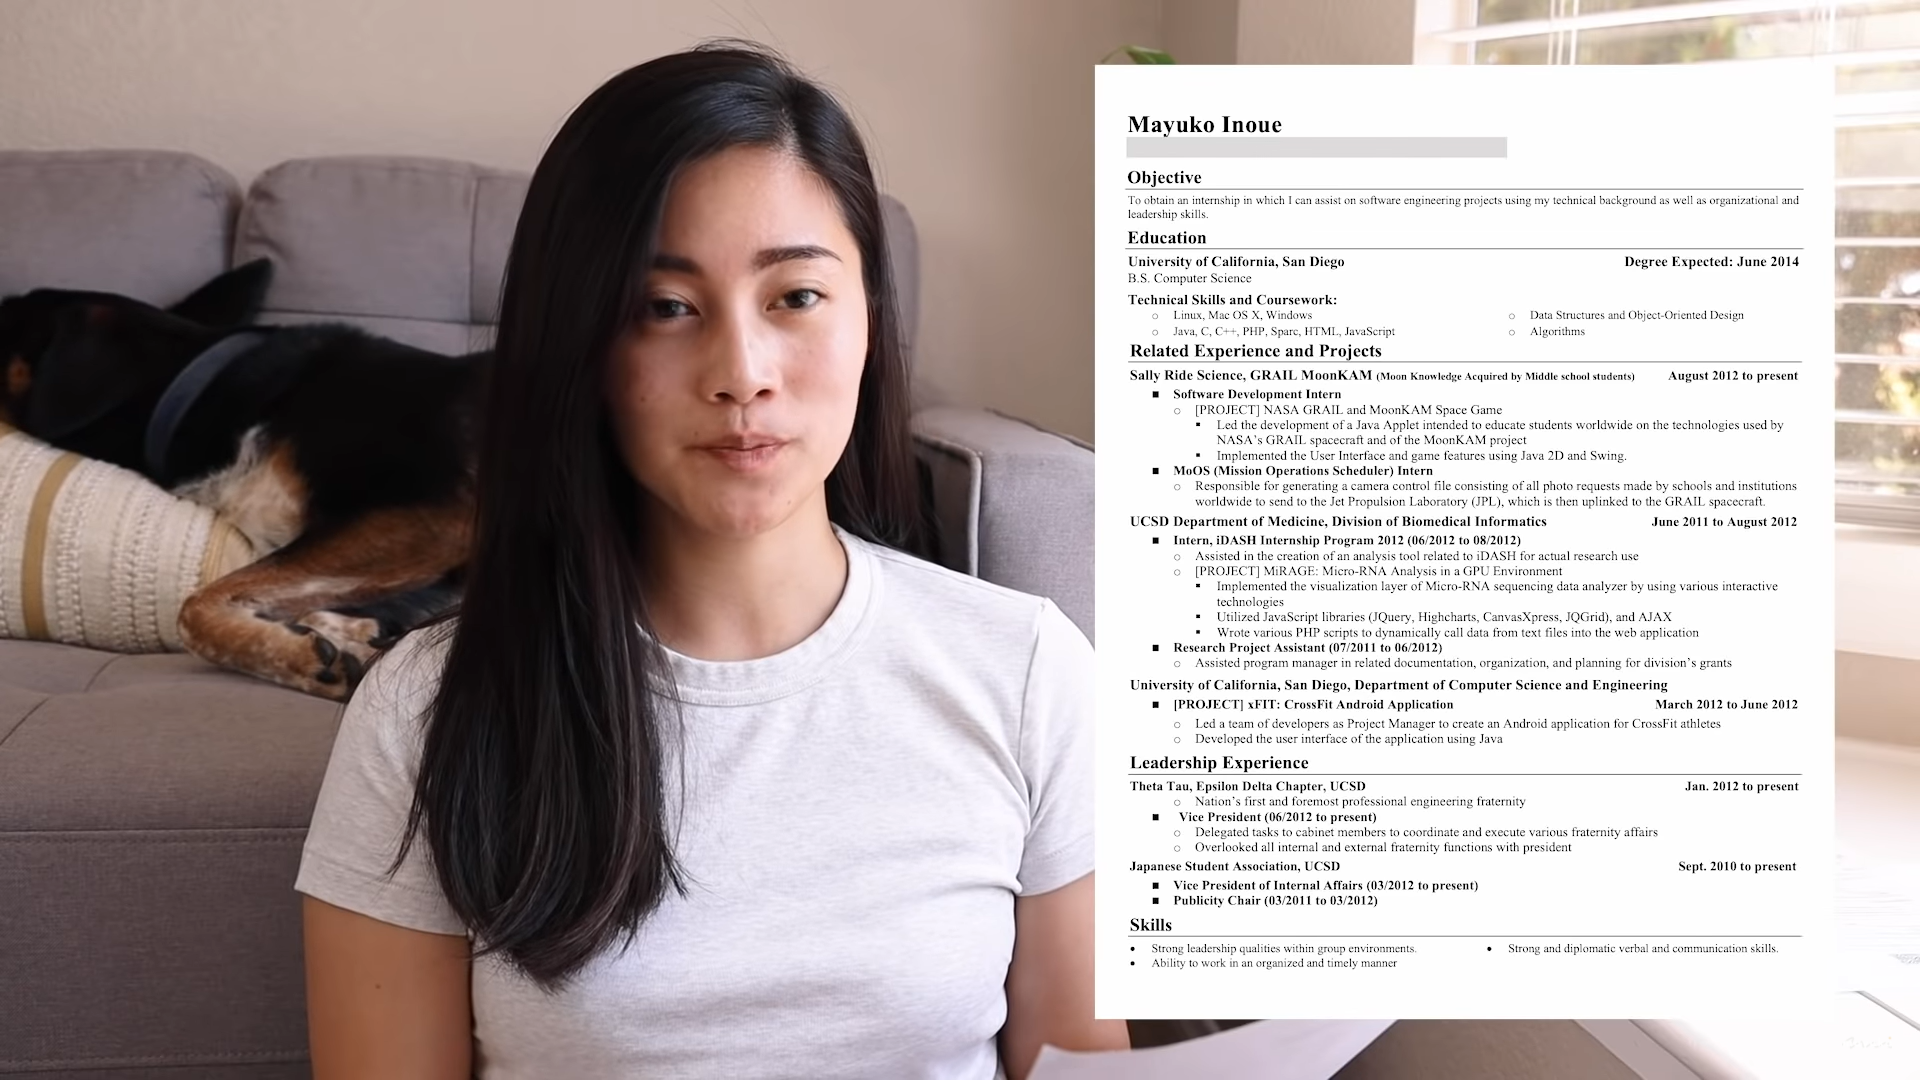 Mayuko Inoue
Objective
To obtain an internship in which I can assist on software engineering projects using my technical background as well as organizational and
leadership skills.
Education
University of California, San Diego Degree Expected: June 2014
B.S. Computer Science
Technical Skills and Coursework:
○ Linux, Mac OS X, Windows ○ Data Structures and Object-Oriented Design
○ Java, C, C++, PHP, Sparc, HTML, JavaScript ○ Algorithms
Related Experience and Projects
Sally Ride Science, GRAIL MoonKAM (Moon Knowledge Acquired by Middle school students) August 2012 to present
■ Software Development Intern
○ [PROJECT] NASA GRAIL and MoonKAM Space Game
▪ Led the development of a Java Applet intended to educate students worldwide on the technologies used by
NASA's GRAIL spacecraft and of the MoonKAM project
▪ Implemented the User Interface and game features using Java 2D and Swing.
■ MoOS (Mission Operations Scheduler) Intern
○ Responsible for generating a camera control file consisting of all photo requests made by schools and institutions
worldwide to send to the Jet Propulsion Laboratory (JPL), which is then uplinked to the GRAIL spacecraft.
UCSD Department of Medicine, Division of Biomedical Informatics June 2011 to August 2012
■ Intern, iDASH Internship Program 2012 (06/2012 to 08/2012)
○ Assisted in the creation of an analysis tool related to iDASH for actual research use
○ [PROJECT] MiRAGE: Micro-RNA Analysis in a GPU Environment
▪ Implemented the visualization layer of Micro-RNA sequencing data analyzer by using various interactive
technologies
▪ Utilized JavaScript libraries (JQuery, Highcharts, CanvasXpress, JQGrid), and AJAX
▪ Wrote various PHP scripts to dynamically call data from text files into the web application
■ Research Project Assistant (07/2011 to 06/2012)
○ Assisted program manager in related documentation, organization, and planning for division's grants
University of California, San Diego, Department of Computer Science and Engineering
■ [PROJECT] xFIT: CrossFit Android Application March 2012 to June 2012
○ Led a team of developers as Project Manager to create an Android application for CrossFit athletes
○ Developed the user interface of the application using Java
Leadership Experience
Theta Tau, Epsilon Delta Chapter, UCSD Jan. 2012 to present
○ Nation's first and foremost professional engineering fraternity
■ Vice President (06/2012 to present)
○ Delegated tasks to cabinet members to coordinate and execute various fraternity affairs
○ Overlooked all internal and external fraternity functions with president
Japanese Student Association, UCSD Sept. 2010 to present
■ Vice President of Internal Affairs (03/2012 to present)
■ Publicity Chair (03/2011 to 03/2012)
Skills
• Strong leadership qualities within group environments. • Strong and diplomatic verbal and communication skills.
• Ability to work in an organized and timely manner